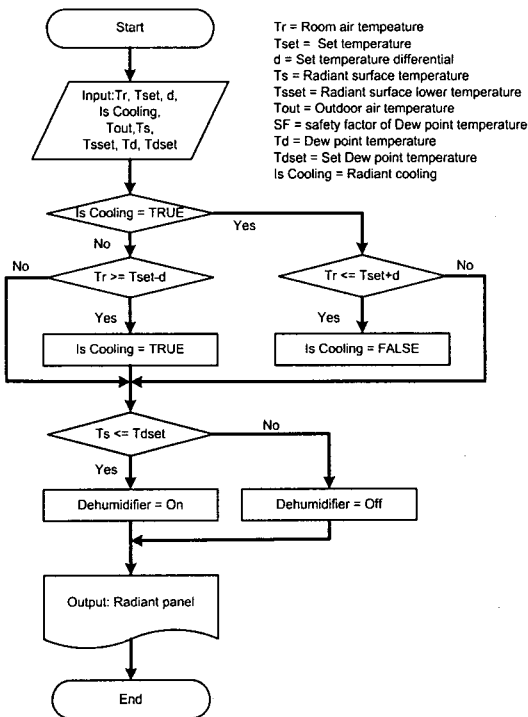 Start
Tr = Room air tempeature
Tset = Set temperature
d = Set temperature differential
Ts = Radiant surface temperature
Tsset = Radiant surface lower temperature
Tout = Outdoor air temperature
SF = safety factor of Dew point temperature
Td = Dew point temperature
Tdset = Set Dew point temperature
Is Cooling = Radiant cooling
Input:Tr, Tset, d,
Is Cooling,
Tout,Ts,
Tsset, Td, Tdset
Is Cooling = TRUE
Yes
No
No
Tr >= Tset-d
Tr <= Tset+d
No
Yes
Yes
Is Cooling = TRUE
Is Cooling = FALSE
Ts <= Tdset
No
Yes
Dehumidifier = On
Dehumidifier = Off
Output: Radiant panel
End